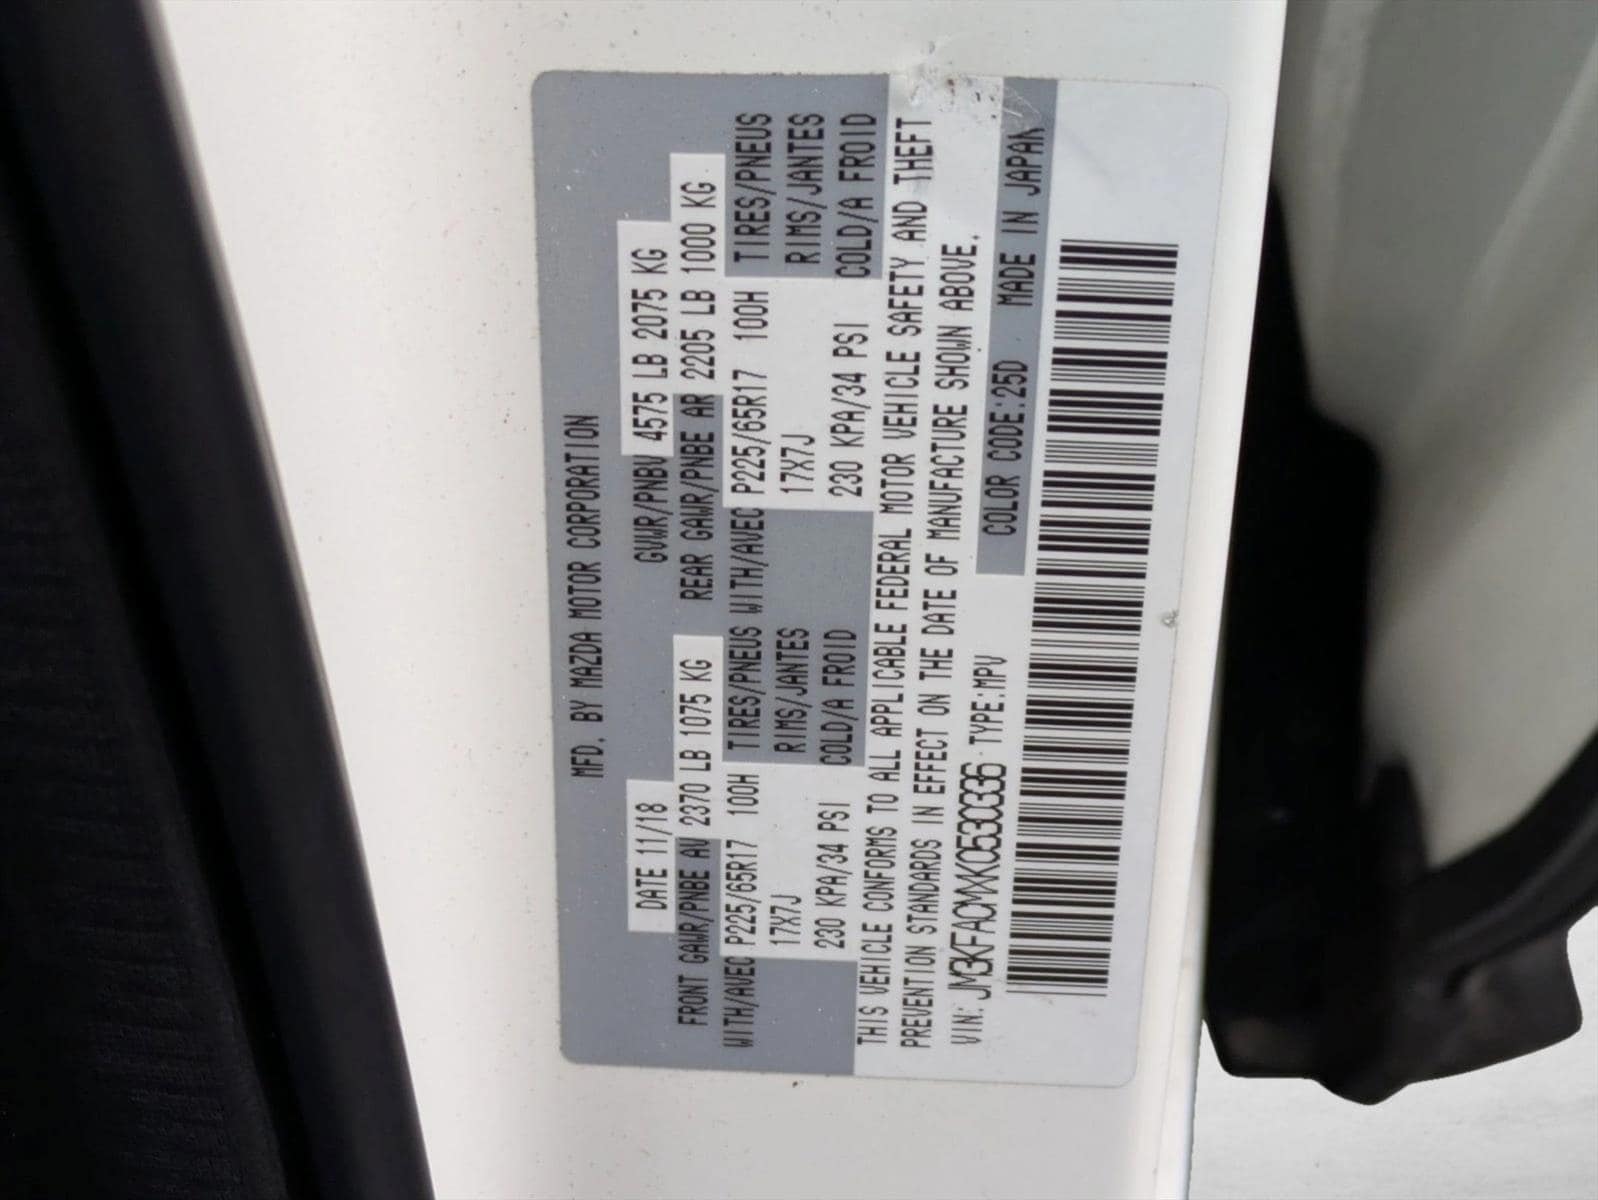 MFD. BY MAZDA MOTOR CORPORATION
DATE 11/18 GVWR/PNBV 4575 LB 2075 KG
FRONT GAWR/PNBE AV 2370 LB 1075 KG REAR GAWR/PNBE AR 2205 LB 1000 KG
WITH/AVEC P225/65R17 100H TIRES/PNEUS WITH/AVEC P225/65R17 100H TIRES/PNEUS
17X7J RIMS/JANTES 17X7J RIMS/JANTES
230 KPA/34 PSI COLD/A FROID 230 KPA/34 PSI COLD/A FROID
THIS VEHICLE CONFORMS TO ALL APPLICABLE FEDERAL MOTOR VEHICLE SAFETY AND THEFT
PREVENTION STANDARDS IN EFFECT ON THE DATE OF MANUFACTURE SHOWN ABOVE.
VIN: JM3KFACMXK0530336 TYPE:MPV COLOR CODE:25D MADE IN JAPAN